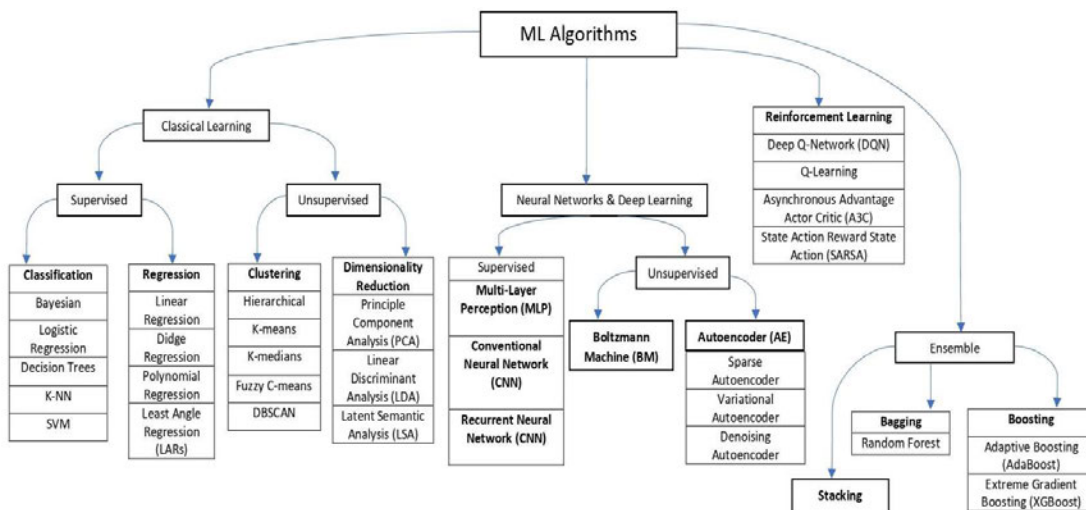 ML Algorithms
Classical Learning
Supervised
Unsupervised
Classification
Bayesian
Logistic
Regression
Decision Trees
K-NN
SVM
Regression
Linear
Regression
Didge Regression
Polynomial
Regression
Least Angle
Regression
(LARs)
Clustering
Hierarchical
K-means
K-medians
Fuzzy C-means
DBSCAN
Dimensionality
Reduction
Principle
Component
Analysis (PCA)
Linear
Discriminant
Analysis (LDA)
Latent Semantic
Analysis (LSA)
Neural Networks & Deep Learning
Supervised
Multi-Layer
Perception (MLP)
Conventional
Neural Network
(CNN)
Recurrent Neural
Network (CNN)
Unsupervised
Boltzmann
Machine (BM)
Autoencoder (AE)
Sparse
Autoencoder
Variational
Autoencoder
Denoising
Autoencoder
Reinforcement Learning
Deep Q-Network (DQN)
Q-Learning
Asynchronous Advantage
Actor Critic (A3C)
State Action Reward State
Action (SARSA)
Ensemble
Stacking
Bagging
Random Forest
Boosting
Adaptive Boosting
(AdaBoost)
Extreme Gradient
Boosting (XGBoost)